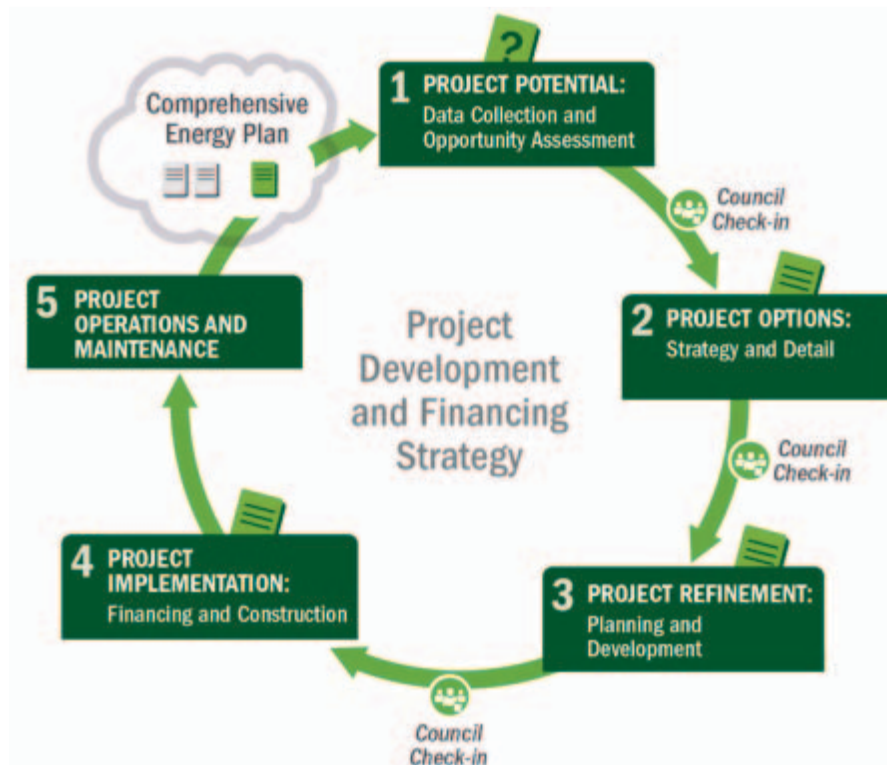 Comprehensive
Energy Plan
?
1 PROJECT POTENTIAL:
Data Collection and
Opportunity Assessment
Council
Check-in
2 PROJECT OPTIONS:
Strategy and Detail
Council
Check-in
3 PROJECT REFINEMENT:
Planning and
Development
Council
Check-in
4 PROJECT
IMPLEMENTATION:
Financing and Construction
5 PROJECT
OPERATIONS AND
MAINTENANCE
Project
Development
and Financing
Strategy